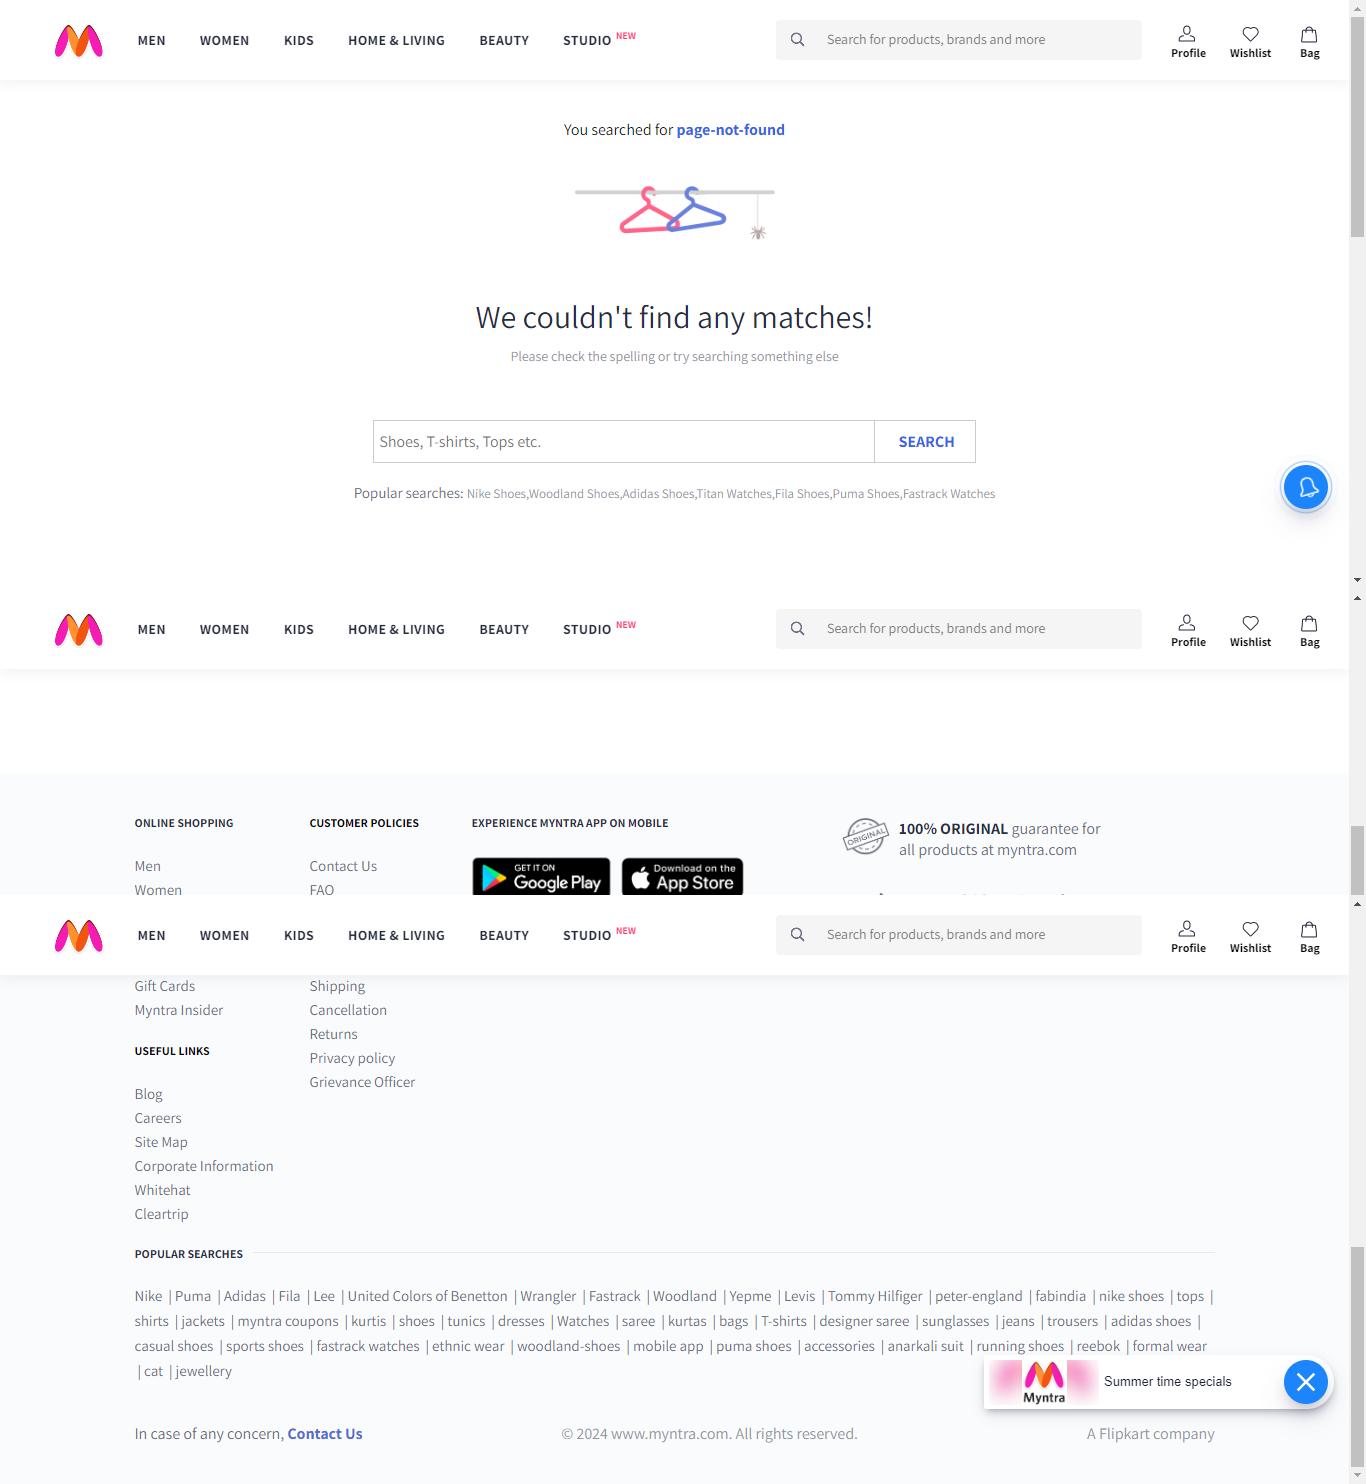 MEN WOMEN KIDS HOME & LIVING BEAUTY STUDIO NEW Search for products, brands and more Profile Wishlist Bag
You searched for page-not-found
We couldn't find any matches!
Please check the spelling or try searching something else
Shoes, T-shirts, Tops etc. SEARCH
Popular searches: Nike Shoes,Woodland Shoes,Adidas Shoes,Titan Watches,Fila Shoes,Puma Shoes,Fastrack Watches
MEN WOMEN KIDS HOME & LIVING BEAUTY STUDIO NEW Search for products, brands and more Profile Wishlist Bag
ONLINE SHOPPING
Men
Women
CUSTOMER POLICIES
Contact Us
FAQ
EXPERIENCE MYNTRA APP ON MOBILE
GET IT ON
Google Play
Download on the
App Store
ORIGINAL
100% ORIGINAL guarantee for
all products at myntra.com
MEN WOMEN KIDS HOME & LIVING BEAUTY STUDIO NEW Search for products, brands and more Profile Wishlist Bag
Gift Cards
Myntra Insider
USEFUL LINKS
Blog
Careers
Site Map
Corporate Information
Whitehat
Cleartrip
Shipping
Cancellation
Returns
Privacy policy
Grievance Officer
POPULAR SEARCHES
Nike | Puma | Adidas | Fila | Lee | United Colors of Benetton | Wrangler | Fastrack | Woodland | Yepme | Levis | Tommy Hilfiger | peter-england | fabindia | nike shoes | tops |
shirts | jackets | myntra coupons | kurtis | shoes | tunics | dresses | Watches | saree | kurtas | bags | T-shirts | designer saree | sunglasses | jeans | trousers | adidas shoes |
casual shoes | sports shoes | fastrack watches | ethnic wear | woodland-shoes | mobile app | puma shoes | accessories | anarkali suit | running shoes | reebok | formal wear
| cat | jewellery
Myntra
Summer time specials
In case of any concern, Contact Us © 2024 www.myntra.com. All rights reserved. A Flipkart company